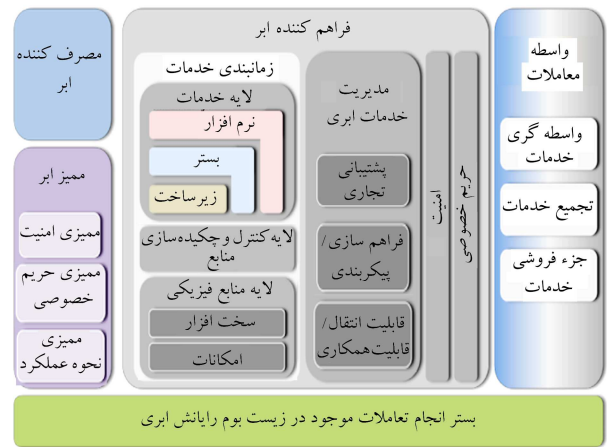 فراهم کننده ابر
واسطه
معاملات
واسطه گری
خدمات
تجمیع خدمات
جزء فروشی
خدمات
حریم خصوصی
امنیت
مدیریت
خدمات ابری
پشتیبانی
تجاری
فراهم سازی/
پیکربندی
قابلیت انتقال/
قابلیت‌همکاری
زمانبندی خدمات
لایه خدمات
نرم افزار
بستر
زیرساخت
لایه کنترل و چکیده‌سازی
منابع
لایه منابع فیزیکی
سخت افزار
امکانات
مصرف کننده
ابر
ممیز ابر
ممیزی امنیت
ممیزی حریم
خصوصی
ممیزی
نحوه عملکرد
بستر انجام تعاملات موجود در زیست بوم رایانش ابری